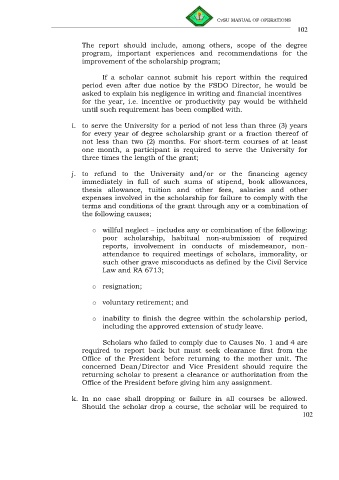 CvSU MANUAL OF OPERATIONS
102
The report should include, among others, scope of the degree
program, important experiences and recommendations for the
improvement of the scholarship program;
If a scholar cannot submit his report within the required
period even after due notice by the FSDO Director, he would be
asked to explain his negligence in writing and financial incentives
for the year, i.e. incentive or productivity pay would be withheld
until such requirement has been complied with.
i. to serve the University for a period of not less than three (3) years
for every year of degree scholarship grant or a fraction thereof of
not less than two (2) months. For short-term courses of at least
one month, a participant is required to serve the University for
three times the length of the grant;
j. to refund to the University and/or or the financing agency
immediately in full of such sums of stipend, book allowances,
thesis allowance, tuition and other fees, salaries and other
expenses involved in the scholarship for failure to comply with the
terms and conditions of the grant through any or a combination of
the following causes;
o willful neglect – includes any or combination of the following:
poor scholarship, habitual non-submission of required
reports, involvement in conducts of misdemeanor, non-
attendance to required meetings of scholars, immorality, or
such other grave misconducts as defined by the Civil Service
Law and RA 6713;
o resignation;
o voluntary retirement; and
o inability to finish the degree within the scholarship period,
including the approved extension of study leave.
Scholars who failed to comply due to Causes No. 1 and 4 are
required to report back but must seek clearance first from the
Office of the President before returning to the mother unit. The
concerned Dean/Director and Vice President should require the
returning scholar to present a clearance or authorization from the
Office of the President before giving him any assignment.
k. In no case shall dropping or failure in all courses be allowed.
Should the scholar drop a course, the scholar will be required to
102